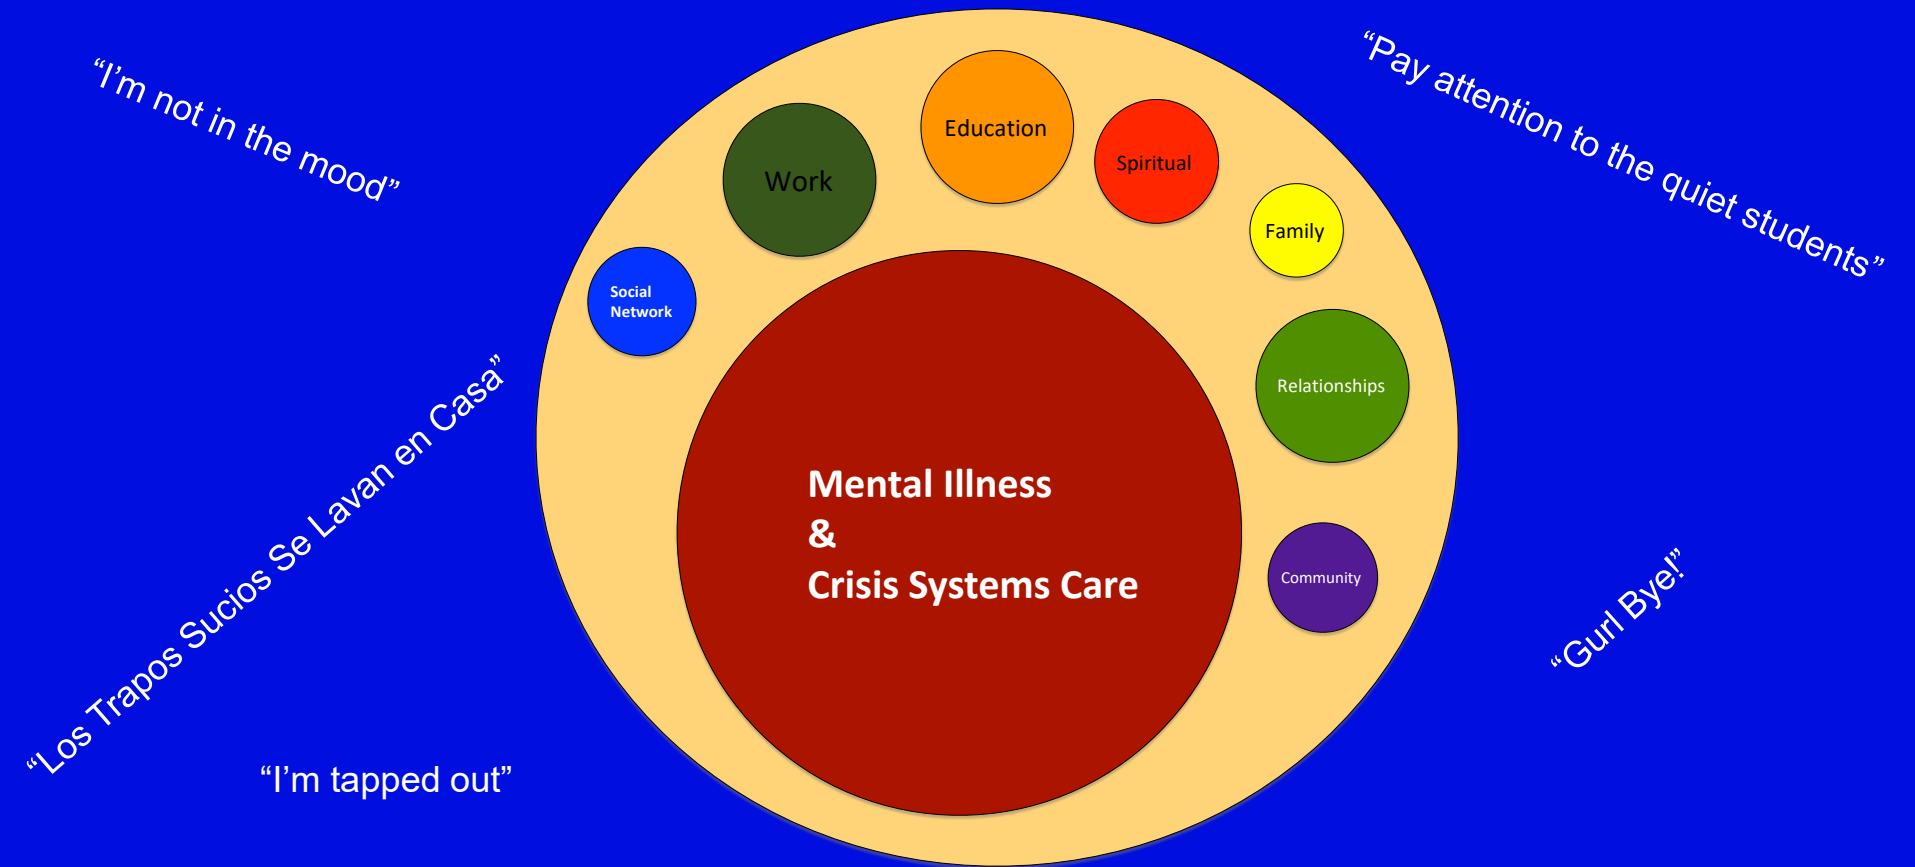 “I’m not in the mood”
“Pay attention to the quiet students”
Education
Spiritual
Work
Family
Social
Network
Relationships
“Los Trapos Sucios Se Lavan en Casa”
Mental Illness
&
Crisis Systems Care
Community
“Gurl Bye!”
“I’m tapped out”